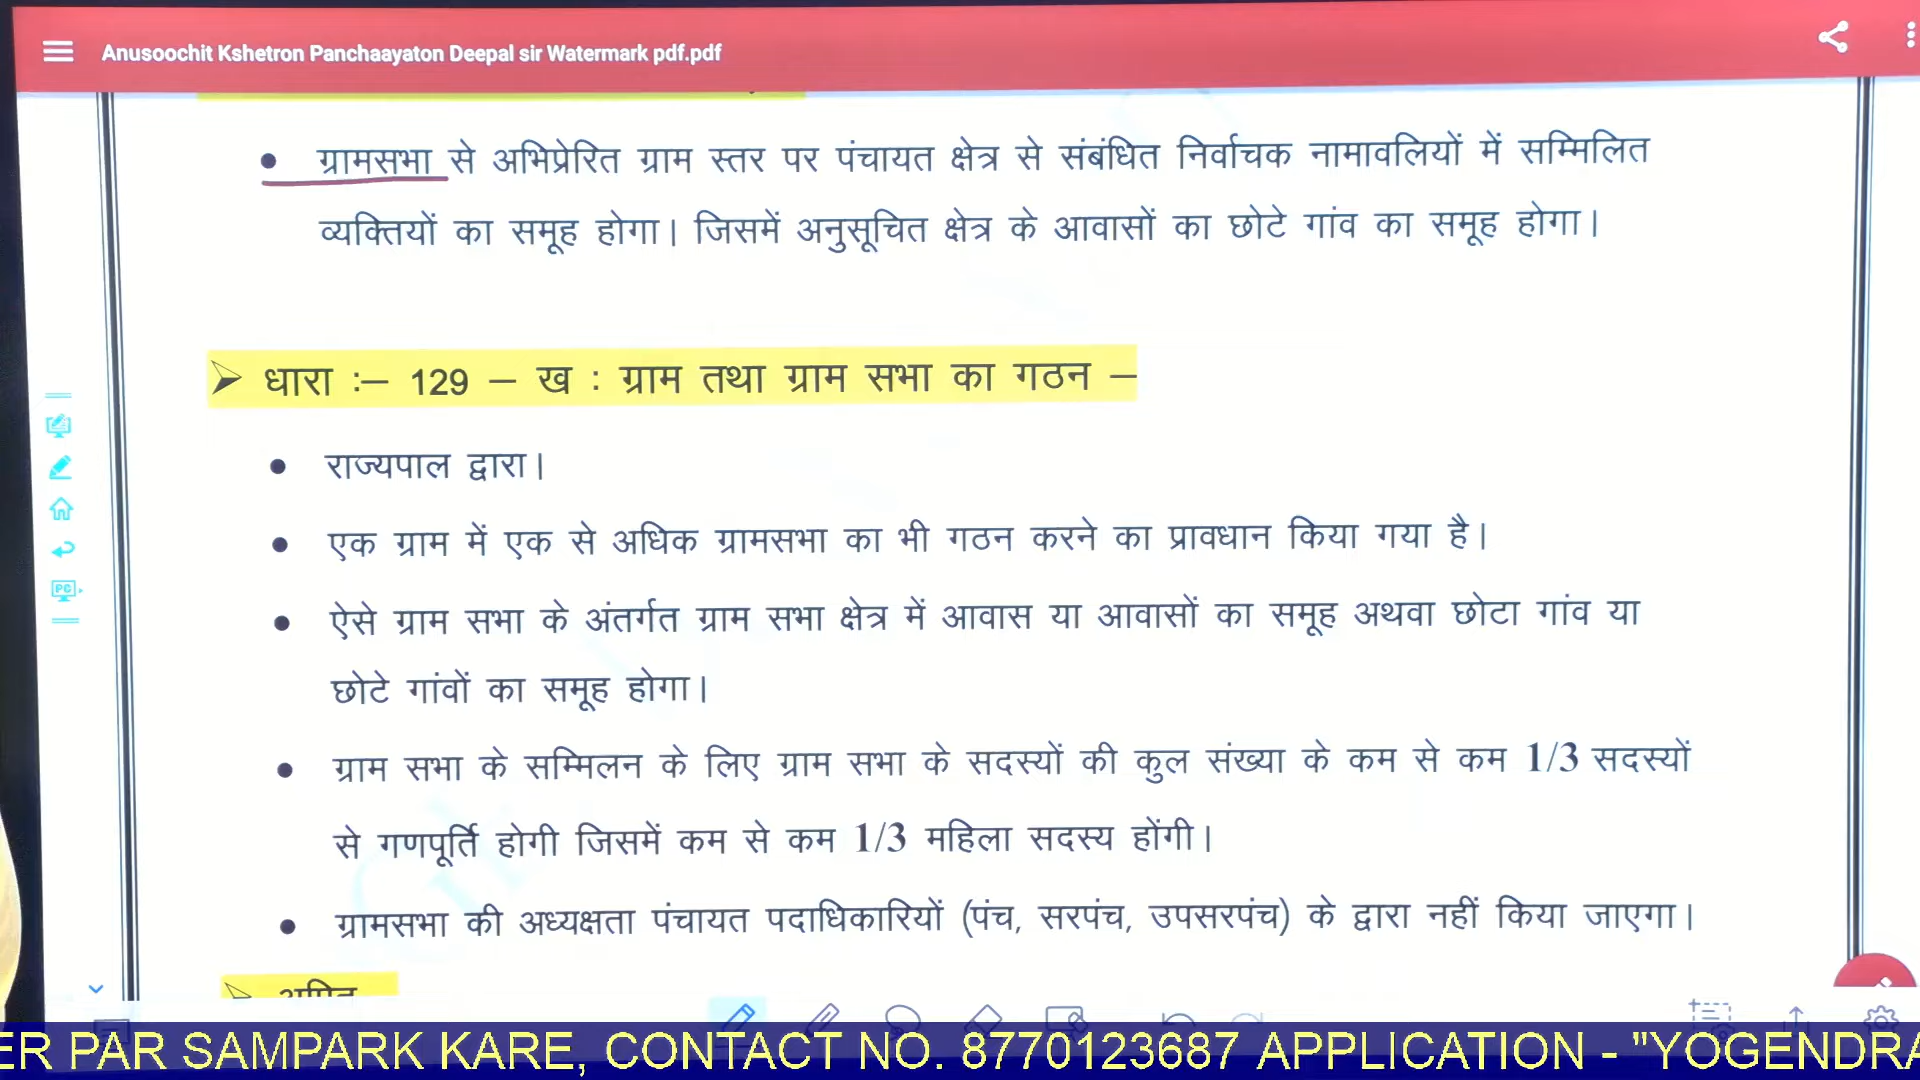 Anusoochit Kshetron Panchaayaton Deepal sir Watermark pdf.pdf
• ग्रामसभा से अभिप्रेरित ग्राम स्तर पर पंचायत क्षेत्र से संबंधित निर्वाचक नामावलियों में सम्मिलित
व्यक्तियों का समूह होगा। जिसमें अनुसूचित क्षेत्र के आवासों का छोटे गांव का समूह होगा।
➢ धारा :– 129 – ख : ग्राम तथा ग्राम सभा का गठन –
• राज्यपाल द्वारा।
• एक ग्राम में एक से अधिक ग्रामसभा का भी गठन करने का प्रावधान किया गया है।
• ऐसे ग्राम सभा के अंतर्गत ग्राम सभा क्षेत्र में आवास या आवासों का समूह अथवा छोटा गांव या
छोटे गांवों का समूह होगा।
• ग्राम सभा के सम्मिलन के लिए ग्राम सभा के सदस्यों की कुल संख्या के कम से कम 1/3 सदस्यों
से गणपूर्ति होगी जिसमें कम से कम 1/3 महिला सदस्य होंगी।
• ग्रामसभा की अध्यक्षता पंचायत पदाधिकारियों (पंच, सरपंच, उपसरपंच) के द्वारा नहीं किया जाएगा।
PC
ER PAR SAMPARK KARE, CONTACT NO. 8770123687 APPLICATION - "YOGENDRA